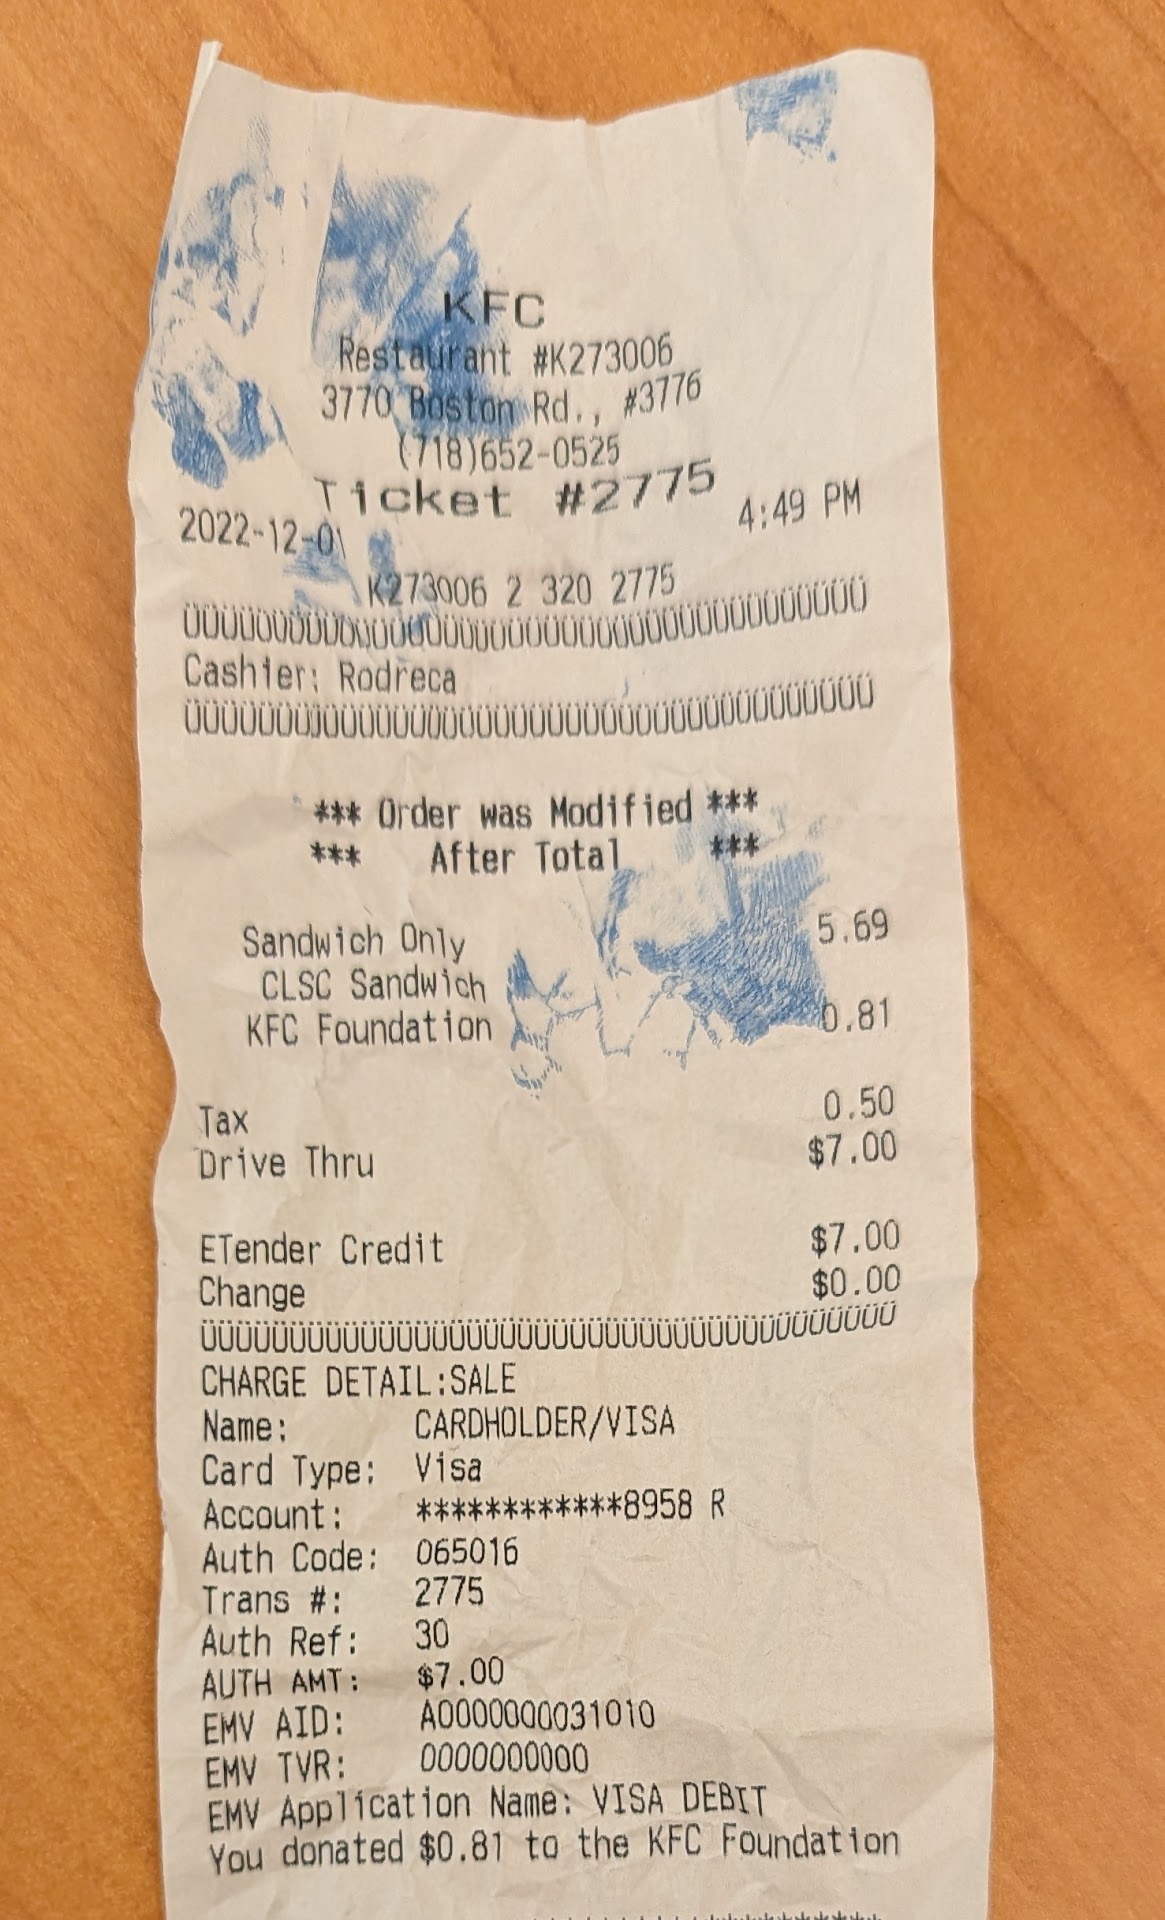 KFC
Restaurant #K273006
3770 Boston Rd., #3776
(718)652-0525
Ticket #2775
2022-12-01 4:49 PM
K273006 2 320 2775
ÜÜÜÜÜÜÜÜÜÜÜÜÜÜÜÜÜÜÜÜÜÜÜÜÜÜÜÜÜÜÜÜÜÜÜÜÜÜÜ
Cashier: Rodreca
ÜÜÜÜÜÜÜÜÜÜÜÜÜÜÜÜÜÜÜÜÜÜÜÜÜÜÜÜÜÜÜÜÜÜÜÜÜÜÜ
*** Order was Modified ***
*** After Total ***
Sandwich Only 5.69
CLSC Sandwich
KFC Foundation 0.81
Tax 0.50
Drive Thru $7.00
ETender Credit $7.00
Change $0.00
ÜÜÜÜÜÜÜÜÜÜÜÜÜÜÜÜÜÜÜÜÜÜÜÜÜÜÜÜÜÜÜÜÜÜÜÜÜÜÜ
CHARGE DETAIL:SALE
Name: CARDHOLDER/VISA
Card Type: Visa
Account: ************8958 R
Auth Code: 065016
Trans #: 2775
Auth Ref: 30
AUTH AMT: $7.00
EMV AID: A0000000031010
EMV TVR: 0000000000
EMV Application Name: VISA DEBIT
You donated $0.81 to the KFC Foundation